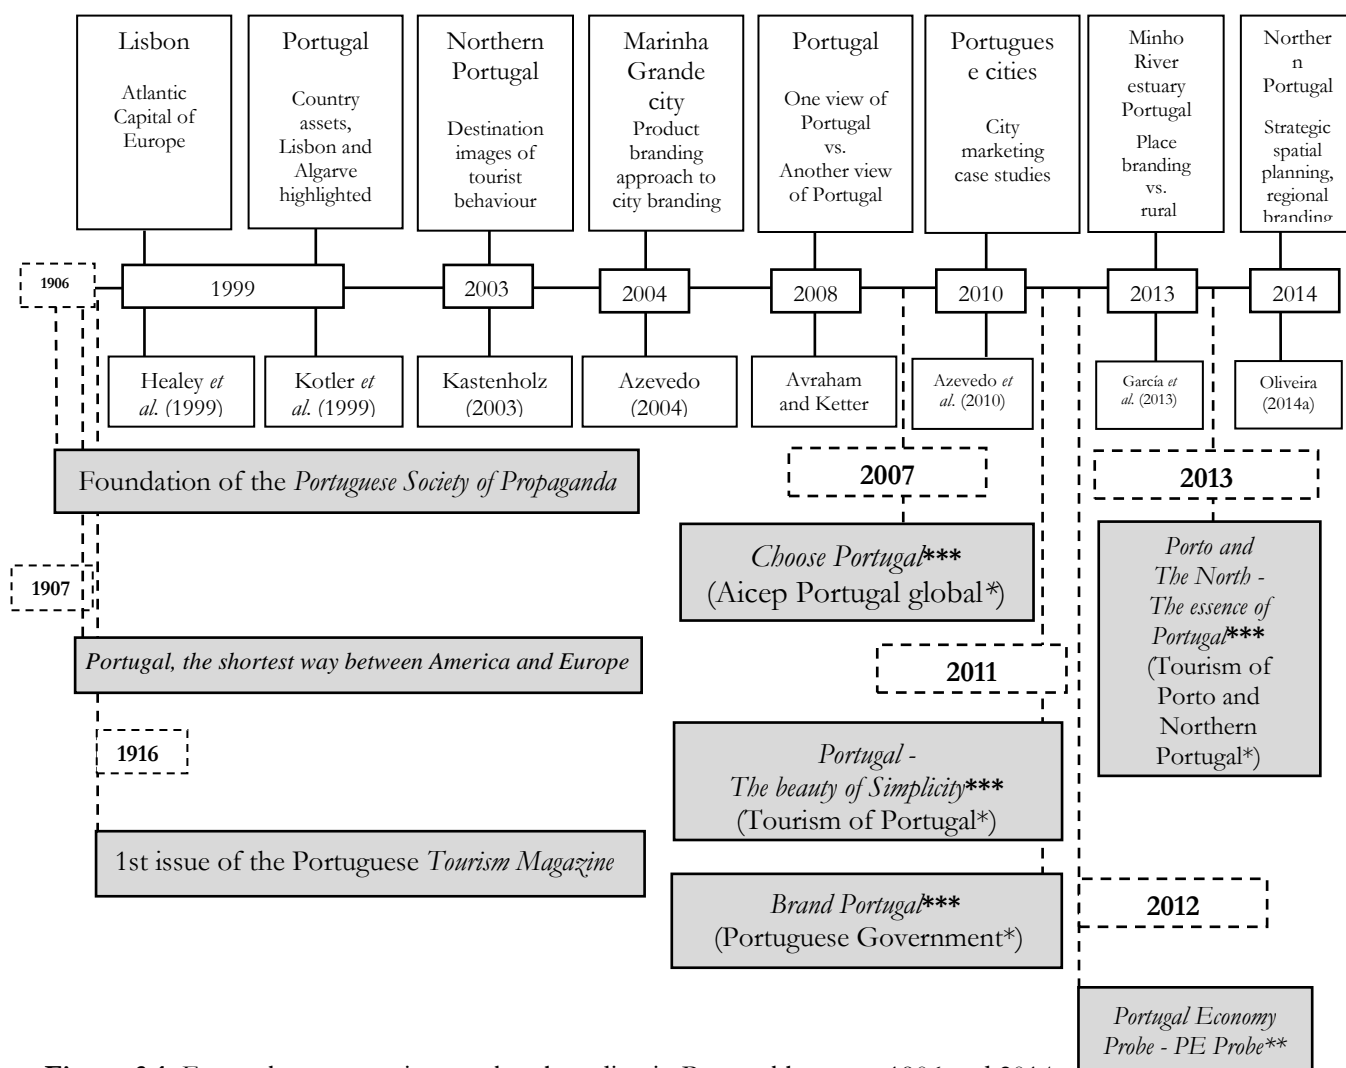 Lisbon
Atlantic
Capital of
Europe
Portugal
Country
assets,
Lisbon and
Algarve
highlighted
Northern
Portugal
Destination
images of
tourist
behaviour
Marinha
Grande
city
Product
branding
approach to
city branding
Portugal
One view of
Portugal
vs.
Another view
of Portugal
Portugues
e cities
City
marketing
case studies
Minho
River
estuary
Portugal
Place
branding
vs.
rural
Norther
n
Portugal
Strategic
spatial
planning,
regional
branding
1906
1999
2003
2004
2008
2010
2013
2014
Healey et
al. (1999)
Kotler et
al. (1999)
Kastenholz
(2003)
Azevedo
(2004)
Avraham
and Ketter
Azevedo et
al. (2010)
García et
al. (2013)
Oliveira
(2014a)
Foundation of the Portuguese Society of Propaganda
1907
Portugal, the shortest way between America and Europe
1916
1st issue of the Portuguese Tourism Magazine
2007
Choose Portugal***
(Aicep Portugal global*)
2011
Portugal -
The beauty of Simplicity***
(Tourism of Portugal*)
Brand Portugal***
(Portuguese Government*)
2013
Porto and
The North -
The essence of
Portugal***
(Tourism of
Porto and
Northern
Portugal*)
2012
Portugal Economy
Probe - PE Probe**